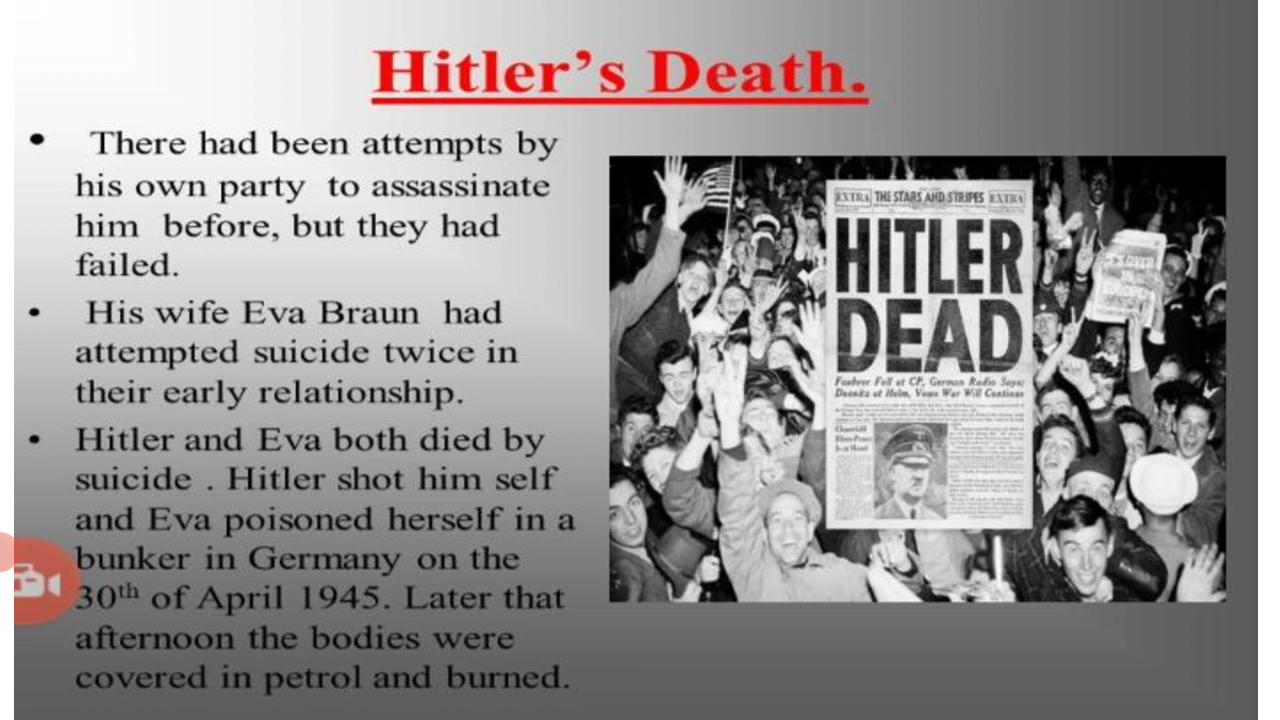 Hitler’s Death.
• There had been attempts by
his own party to assassinate
him before, but they had
failed.
• His wife Eva Braun had
attempted suicide twice in
their early relationship.
• Hitler and Eva both died by
suicide . Hitler shot him self
and Eva poisoned herself in a
bunker in Germany on the
30th of April 1945. Later that
afternoon the bodies were
covered in petrol and burned.
EXTRA THE STARS AND STRIPES EXTRA
HITLER
DEAD
Fuehrer Fell at CP, German Radio Says;
Doenitz at Helm, Vows War Will Continue
Churchill